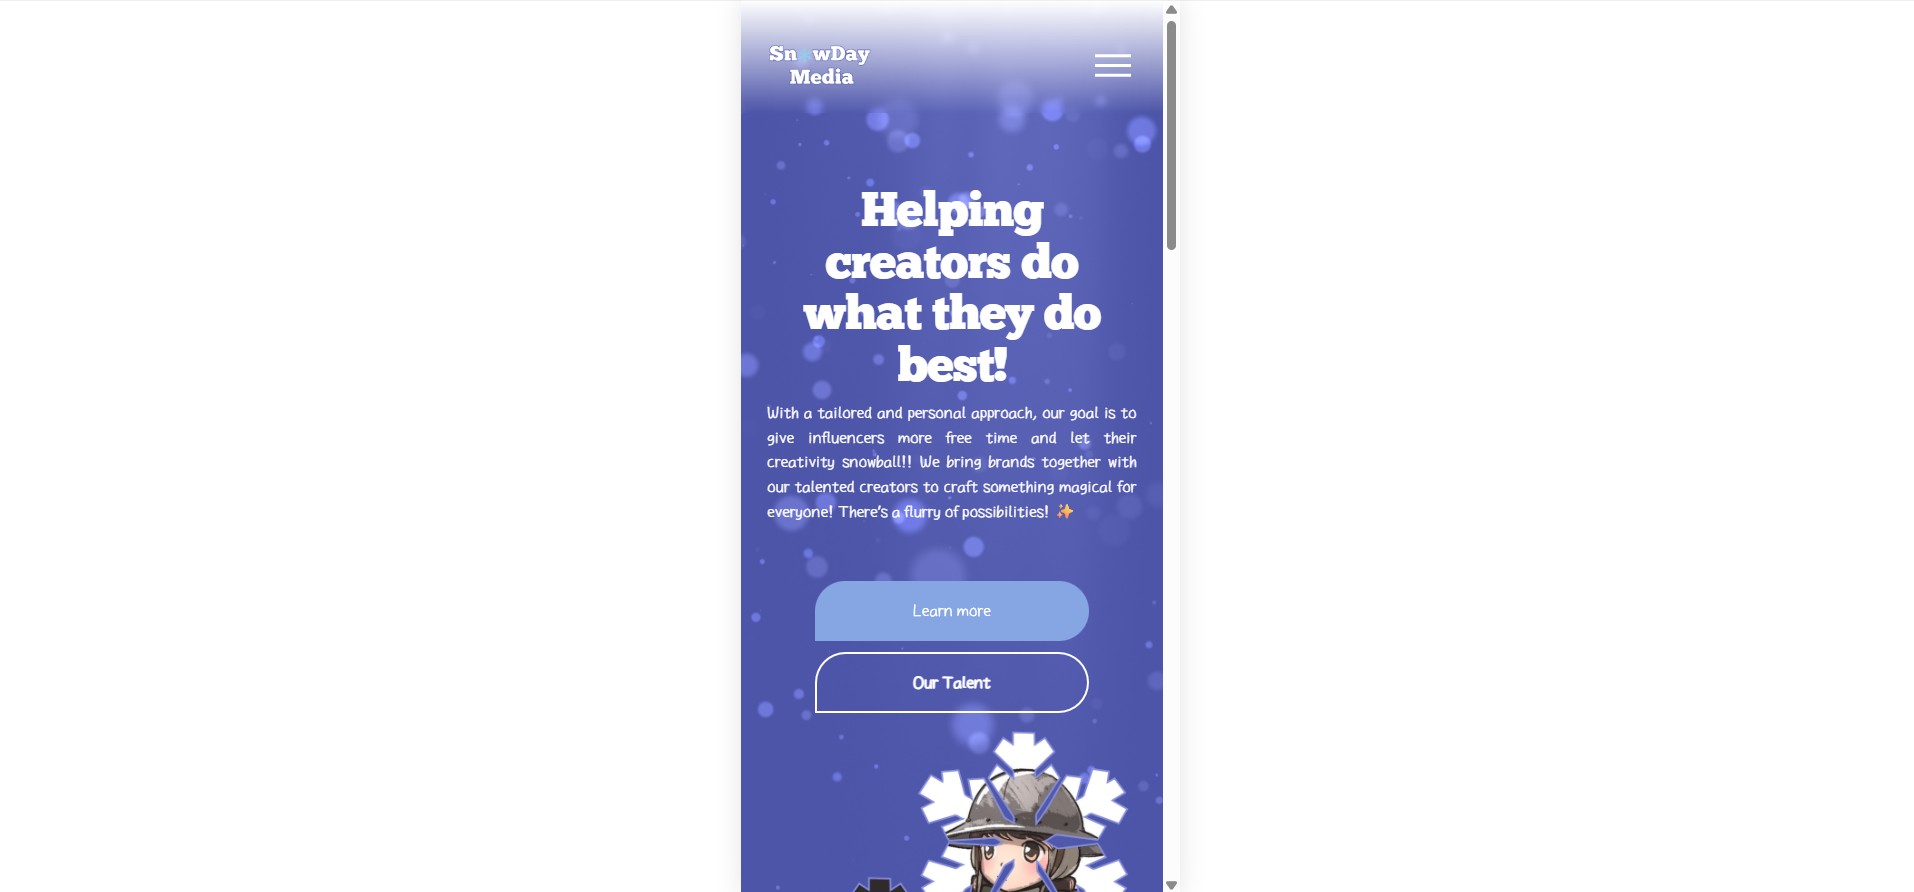 Sn❄wDay
Media
Helping
creators do
what they do
best!
With a tailored and personal approach, our goal is to
give influencers more free time and let their
creativity snowball!! We bring brands together with
our talented creators to craft something magical for
everyone! There's a flurry of possibilities! ✨
Learn more
Our Talent